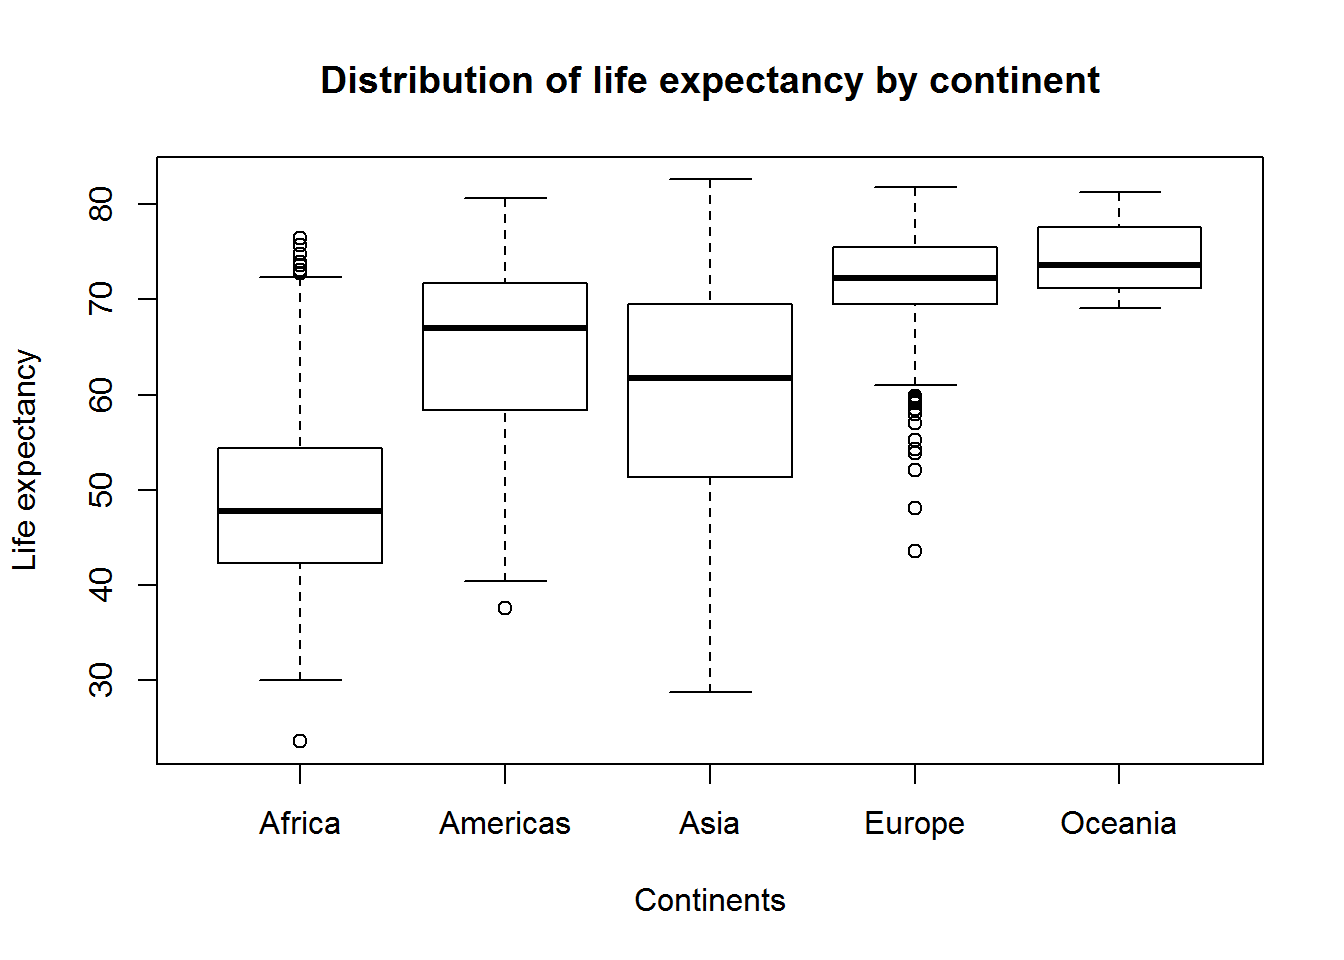 Distribution of life expectancy by continent
80
70
60
50
40
30
Life expectancy
Africa Americas Asia Europe Oceania
Continents